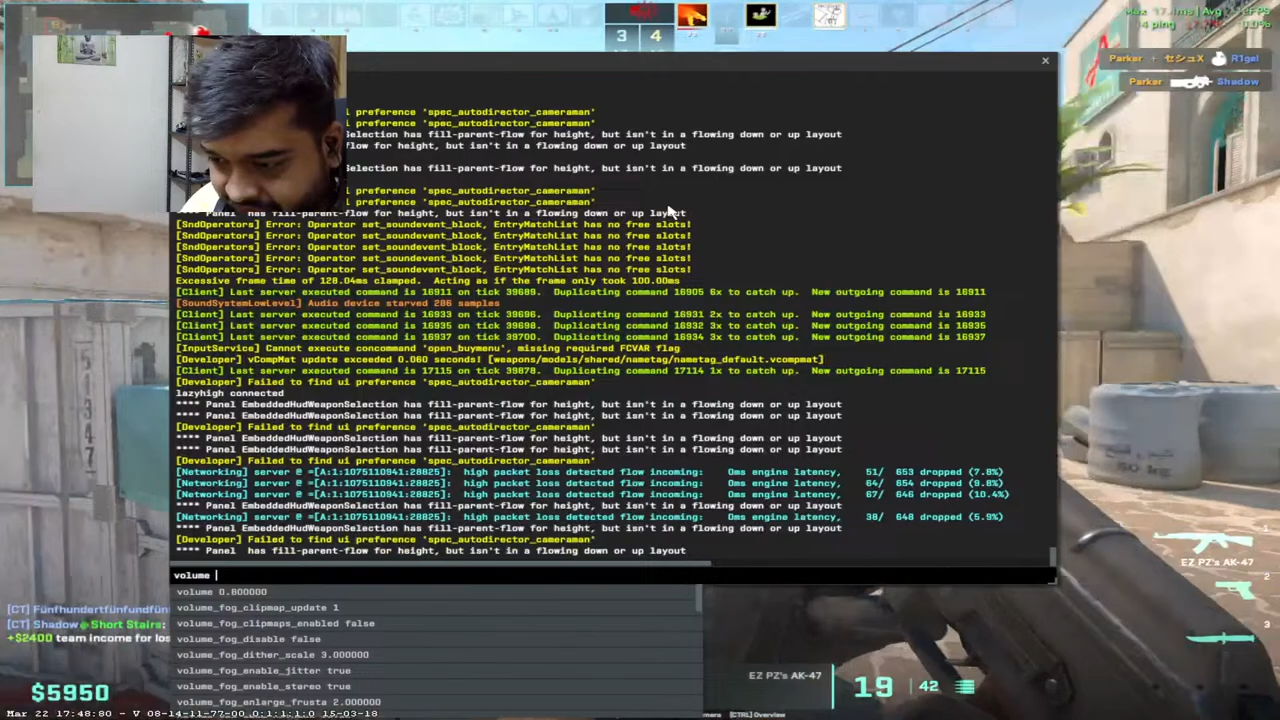 3 4
Parker + セシュX R1gel
Parker Shadow
i preference 'spec_autodirector_cameraman'
i preference 'spec_autodirector_cameraman'
Selection has fill-parent-flow for height, but isn't in a flowing down or up layout
flow for height, but isn't in a flowing down or up layout
Selection has fill-parent-flow for height, but isn't in a flowing down or up layout
i preference 'spec_autodirector_cameraman'
i preference 'spec_autodirector_cameraman'
**** Panel has fill-parent-flow for height, but isn't in a flowing down or up layout
[SndOperators] Error: Operator set_soundevent_block, EntryMatchList has no free slots!
[SndOperators] Error: Operator set_soundevent_block, EntryMatchList has no free slots!
[SndOperators] Error: Operator set_soundevent_block, EntryMatchList has no free slots!
[SndOperators] Error: Operator set_soundevent_block, EntryMatchList has no free slots!
[SndOperators] Error: Operator set_soundevent_block, EntryMatchList has no free slots!
Excessive frame time of 128.04ms clamped. Acting as if the frame only took 100.00ms
[Client] Last server executed command is 16911 on tick 39689. Duplicating command 16905 6x to catch up. New outgoing command is 16911
[SoundSystemLowLevel] Audio device starved 286 samples
[Client] Last server executed command is 16933 on tick 39696. Duplicating command 16931 2x to catch up. New outgoing command is 16933
[Client] Last server executed command is 16935 on tick 39698. Duplicating command 16932 3x to catch up. New outgoing command is 16935
[Client] Last server executed command is 16937 on tick 39700. Duplicating command 16934 3x to catch up. New outgoing command is 16937
[InputService] Cannot execute concommand 'open_buymenu', missing required FCVAR flag
[Developer] vCompMat update exceeded 0.060 seconds! [weapons/models/shared/nametag/nametag_default.vcompmat]
[Client] Last server executed command is 17115 on tick 39878. Duplicating command 17114 1x to catch up. New outgoing command is 17115
[Developer] Failed to find ui preference 'spec_autodirector_cameraman'
lazyhigh connected
**** Panel EmbeddedHudWeaponSelection has fill-parent-flow for height, but isn't in a flowing down or up layout
**** Panel EmbeddedHudWeaponSelection has fill-parent-flow for height, but isn't in a flowing down or up layout
[Developer] Failed to find ui preference 'spec_autodirector_cameraman'
**** Panel EmbeddedHudWeaponSelection has fill-parent-flow for height, but isn't in a flowing down or up layout
**** Panel EmbeddedHudWeaponSelection has fill-parent-flow for height, but isn't in a flowing down or up layout
[Developer] Failed to find ui preference 'spec_autodirector_cameraman'
[Networking] server @ =[A:1:1075110941:28825]: high packet loss detected flow incoming: 0ms engine latency, 51/ 653 dropped (7.8%)
[Networking] server @ =[A:1:1075110941:28825]: high packet loss detected flow incoming: 0ms engine latency, 64/ 654 dropped (9.8%)
[Networking] server @ =[A:1:1075110941:28825]: high packet loss detected flow incoming: 0ms engine latency, 67/ 646 dropped (10.4%)
**** Panel EmbeddedHudWeaponSelection has fill-parent-flow for height, but isn't in a flowing down or up layout
[Networking] server @ =[A:1:1075110941:28825]: high packet loss detected flow incoming: 0ms engine latency, 38/ 648 dropped (5.9%)
**** Panel EmbeddedHudWeaponSelection has fill-parent-flow for height, but isn't in a flowing down or up layout
[Developer] Failed to find ui preference 'spec_autodirector_cameraman'
**** Panel has fill-parent-flow for height, but isn't in a flowing down or up layout
volume
volume 0.800000
volume_fog_clipmap_update 1
volume_fog_clipmaps_enabled false
volume_fog_disable false
volume_fog_dither_scale 3.000000
volume_fog_enable_jitter true
volume_fog_enable_stereo true
volume_fog_enlarge_frusta 2.000000
[CT] Fünfhundertfünfundfün
[CT] Shadow Short Stairs:
+$2400 team income for los
$5950
1
EZ PZ's AK-47
2
3
EZ PZ's AK-47
19 42
[CTRL] Overview